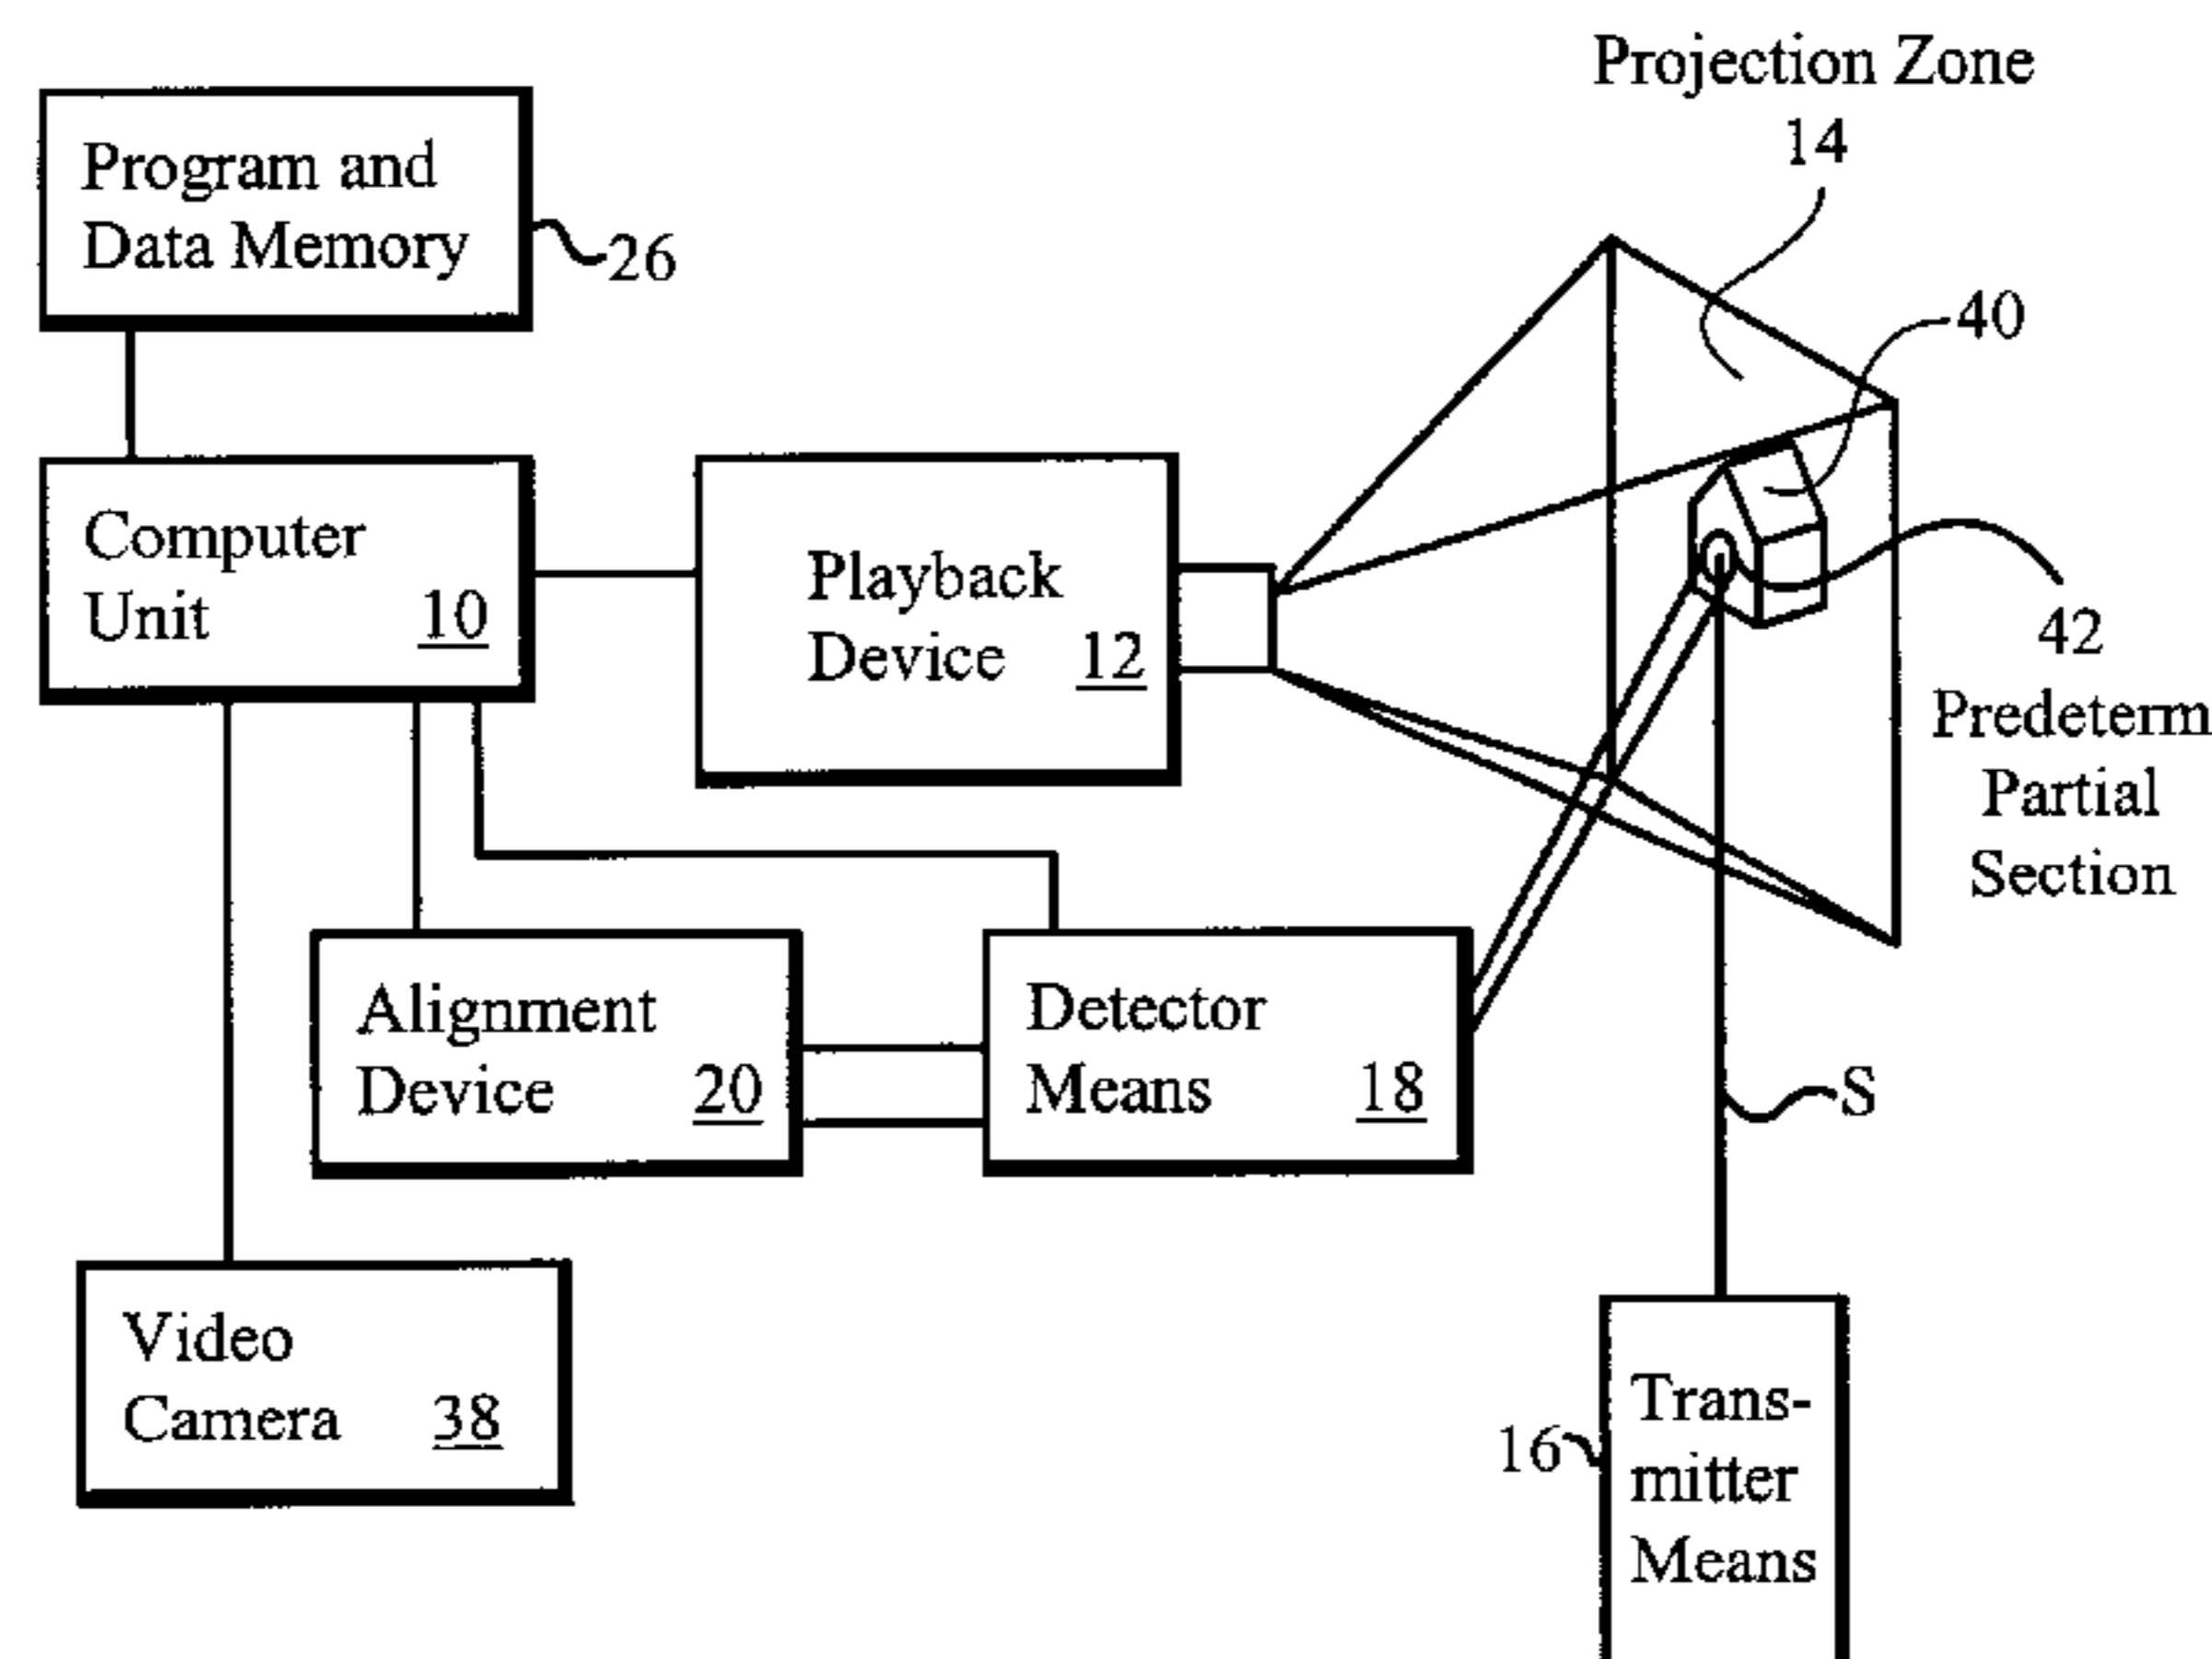 Projection Zone
14
Program and
Data Memory
26
40
Computer
Unit 10
Playback
Device 12
42
Predeterm
Partial
Section
Alignment
Device 20
Detector
Means 18
S
Video
Camera 38
16
Trans-
mitter
Means